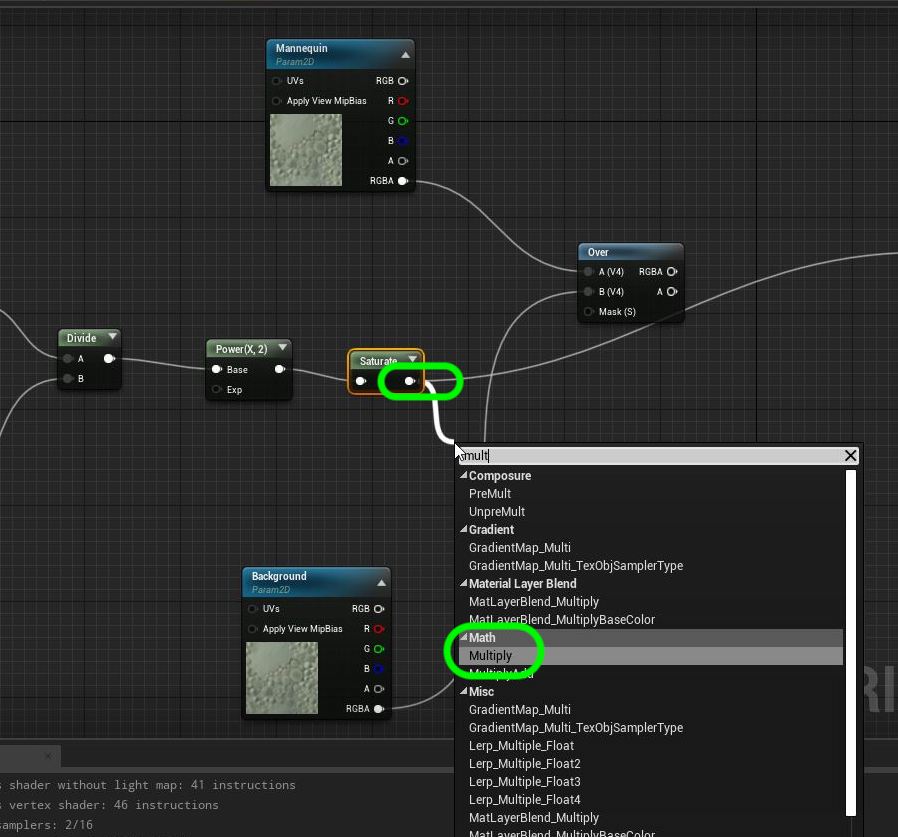 Mannequin
Param2D
UVs RGB
Apply View MipBias R
G
B
A
RGBA
Over
A (V4) RGBA
B (V4) A
Mask (S)
Divide
A
B
Power(X, 2)
Base
Exp
Saturate
mult
Composure
PreMult
UnpreMult
Gradient
GradientMap_Multi
GradientMap_Multi_TexObjSamplerType
Material Layer Blend
MatLayerBlend_Multiply
MatLayerBlend_MultiplyBaseColor
Math
Multiply
MultiplyAdd
Misc
GradientMap_Multi
GradientMap_Multi_TexObjSamplerType
Lerp_Multiple_Float
Lerp_Multiple_Float2
Lerp_Multiple_Float3
Lerp_Multiple_Float4
MatLayerBlend_Multiply
MatLayerBlend_MultiplyBaseColor
Background
Param2D
UVs RGB
Apply View MipBias R
G
B
A
RGBA
RI
s shader without light map: 41 instructions
s vertex shader: 46 instructions
samplers: 2/16